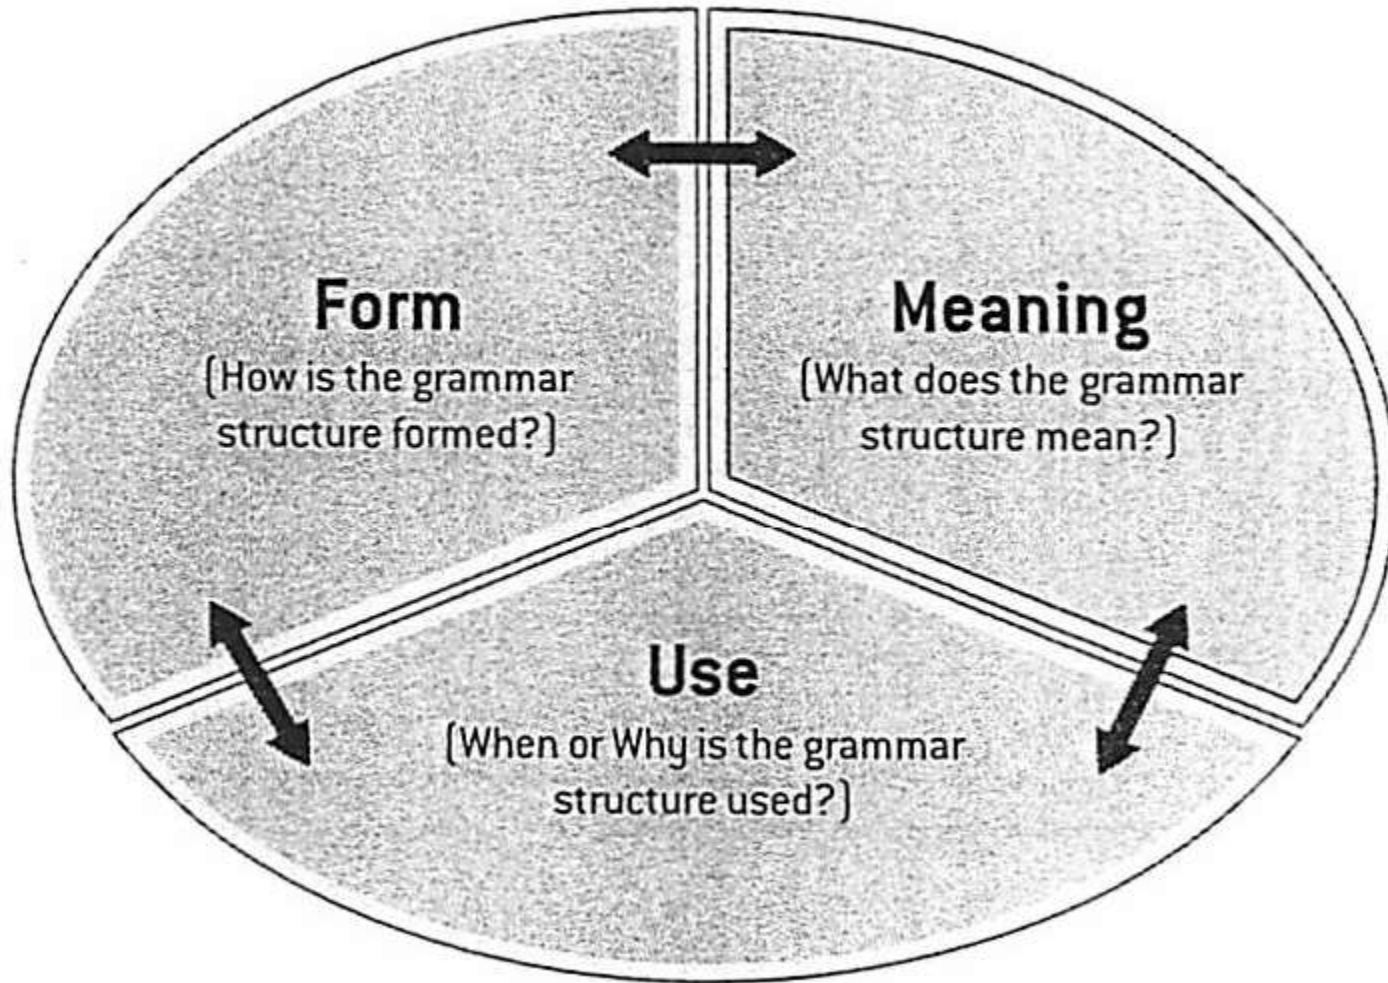 Form
(How is the grammar
structure formed?)
Meaning
(What does the grammar
structure mean?)
Use
(When or Why is the grammar
structure used?)